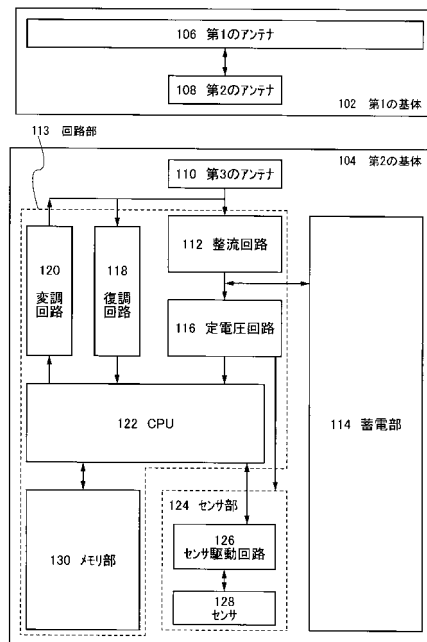 106 第1のアンテナ
108 第2のアンテナ
102 第1の基体
113 回路部
104 第2の基体
110 第3のアンテナ
112 整流回路
120
変調
回路
118
復調
回路
116 定電圧回路
122 CPU
114 蓄電部
124 センサ部
126
センサ駆動回路
130 メモリ部
128
センサ